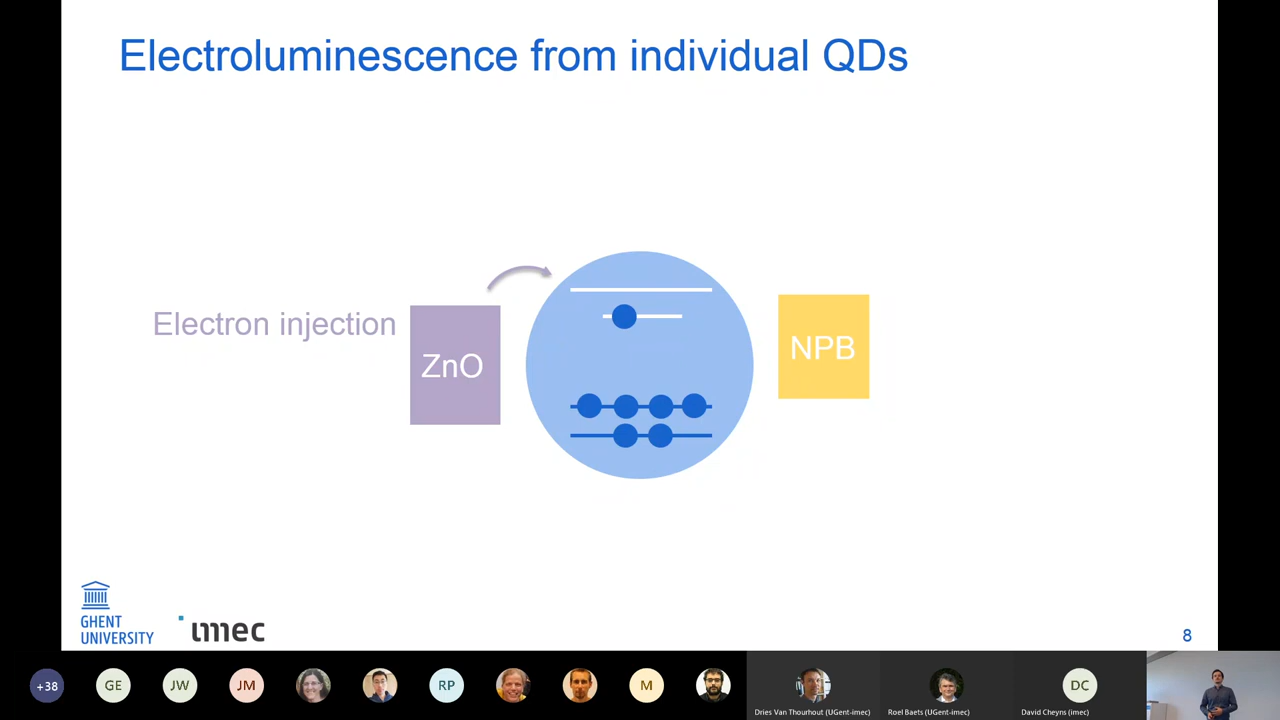 Electroluminescence from individual QDs
Electron injection
ZnO
NPB
GHENT
UNIVERSITY
imec
8
+38
GE
JW
JM
RP
M
DC
Dries Van Thourhout (UGent-imec)
Roel Baets (UGent-imec)
David Cheyns (imec)